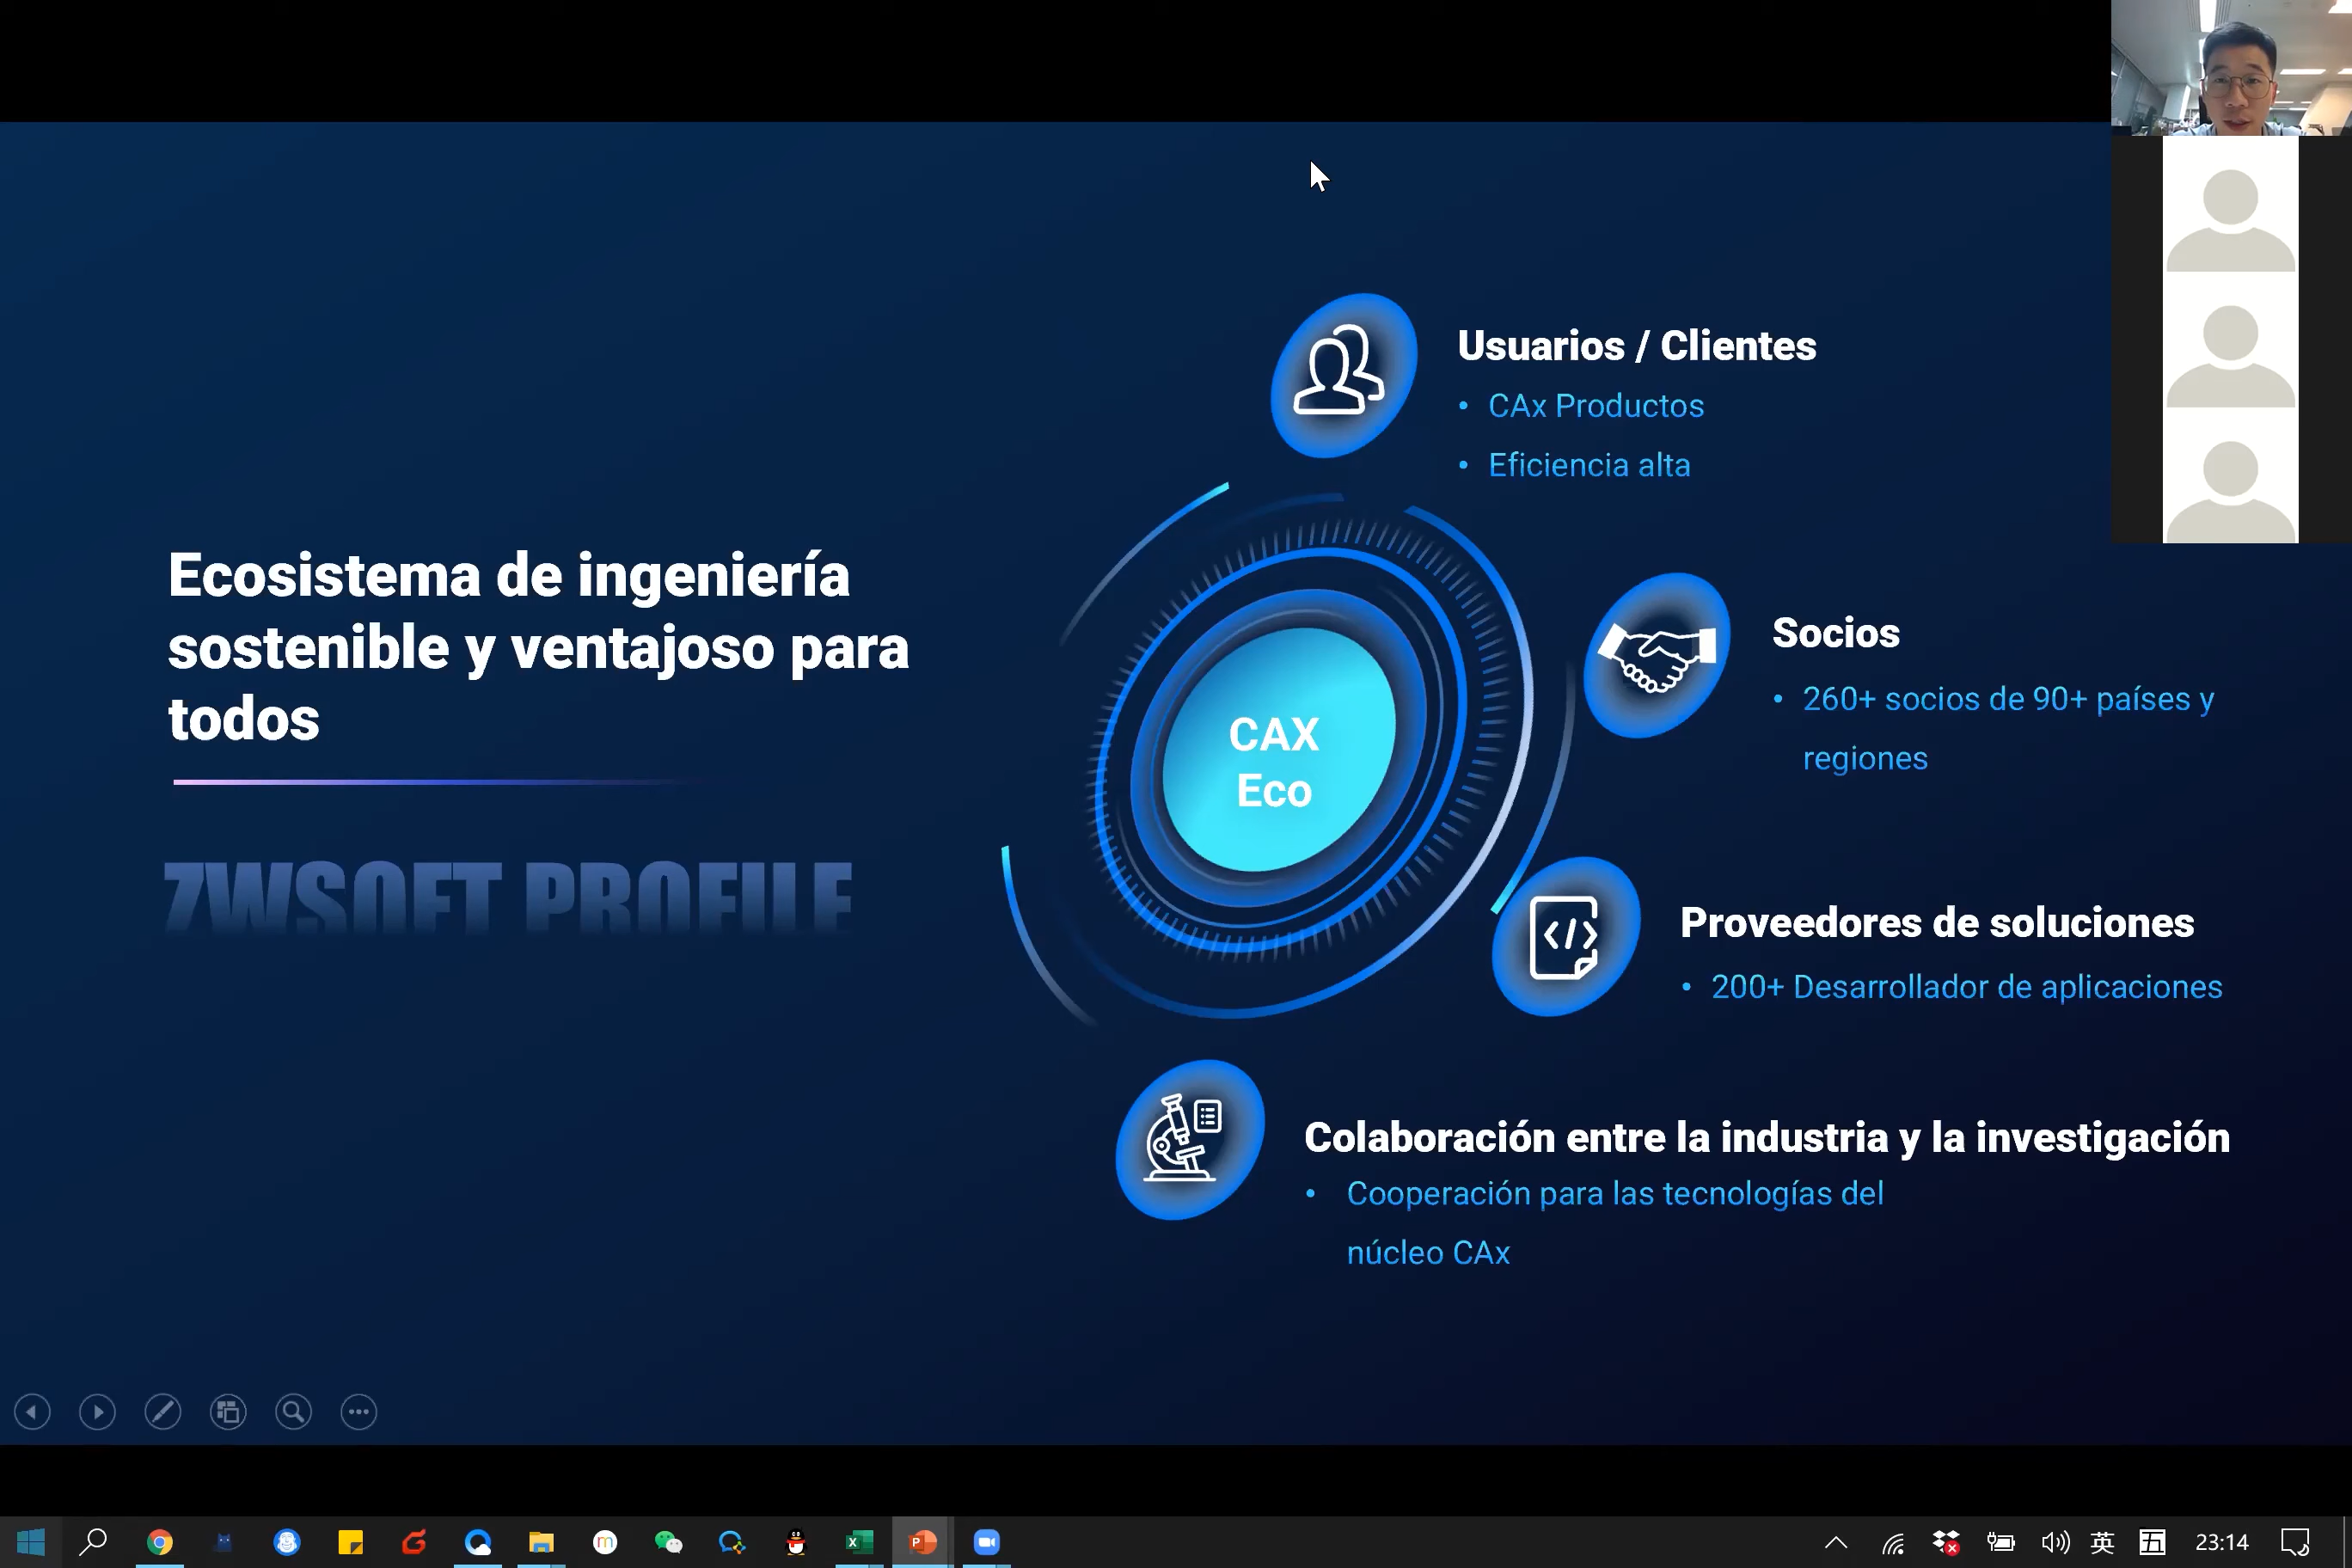 Ecosistema de ingeniería
sostenible y ventajoso para
todos
ZWSOFT PROFILE
CAX
Eco
Usuarios / Clientes
• CAx Productos
• Eficiencia alta
Socios
• 260+ socios de 90+ países y
regiones
Proveedores de soluciones
• 200+ Desarrollador de aplicaciones
Colaboración entre la industria y la investigación
• Cooperación para las tecnologías del
núcleo CAx
英
五
23:14